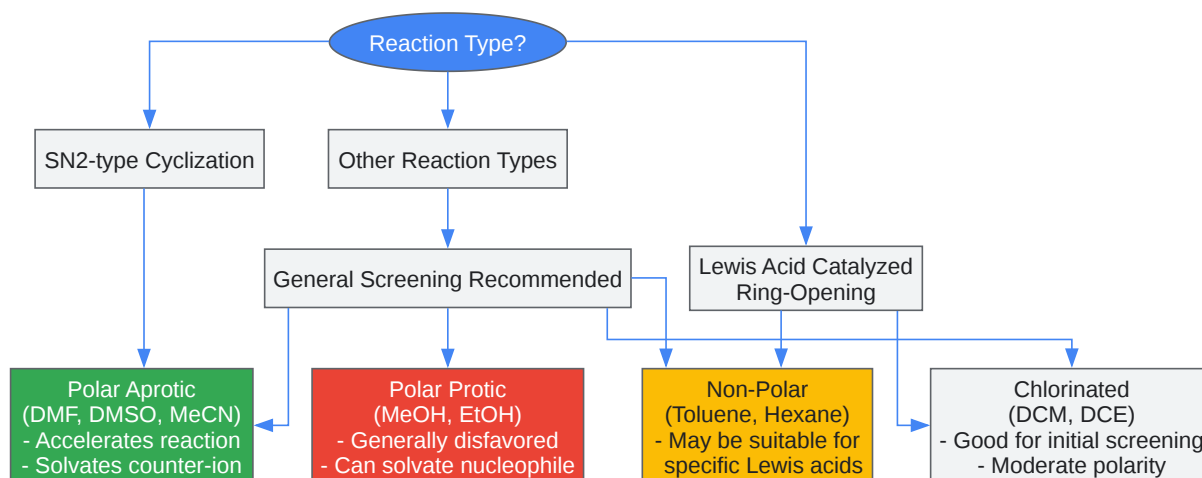 Reaction Type?
SN2-type Cyclization
Other Reaction Types
General Screening Recommended
Lewis Acid Catalyzed
Ring-Opening
Polar Aprotic
(DMF, DMSO, MeCN)
- Accelerates reaction
- Solvates counter-ion
Polar Protic
(MeOH, EtOH)
- Generally disfavored
- Can solvate nucleophile
Non-Polar
(Toluene, Hexane)
- May be suitable for
specific Lewis acids
Chlorinated
(DCM, DCE)
- Good for initial screening
- Moderate polarity